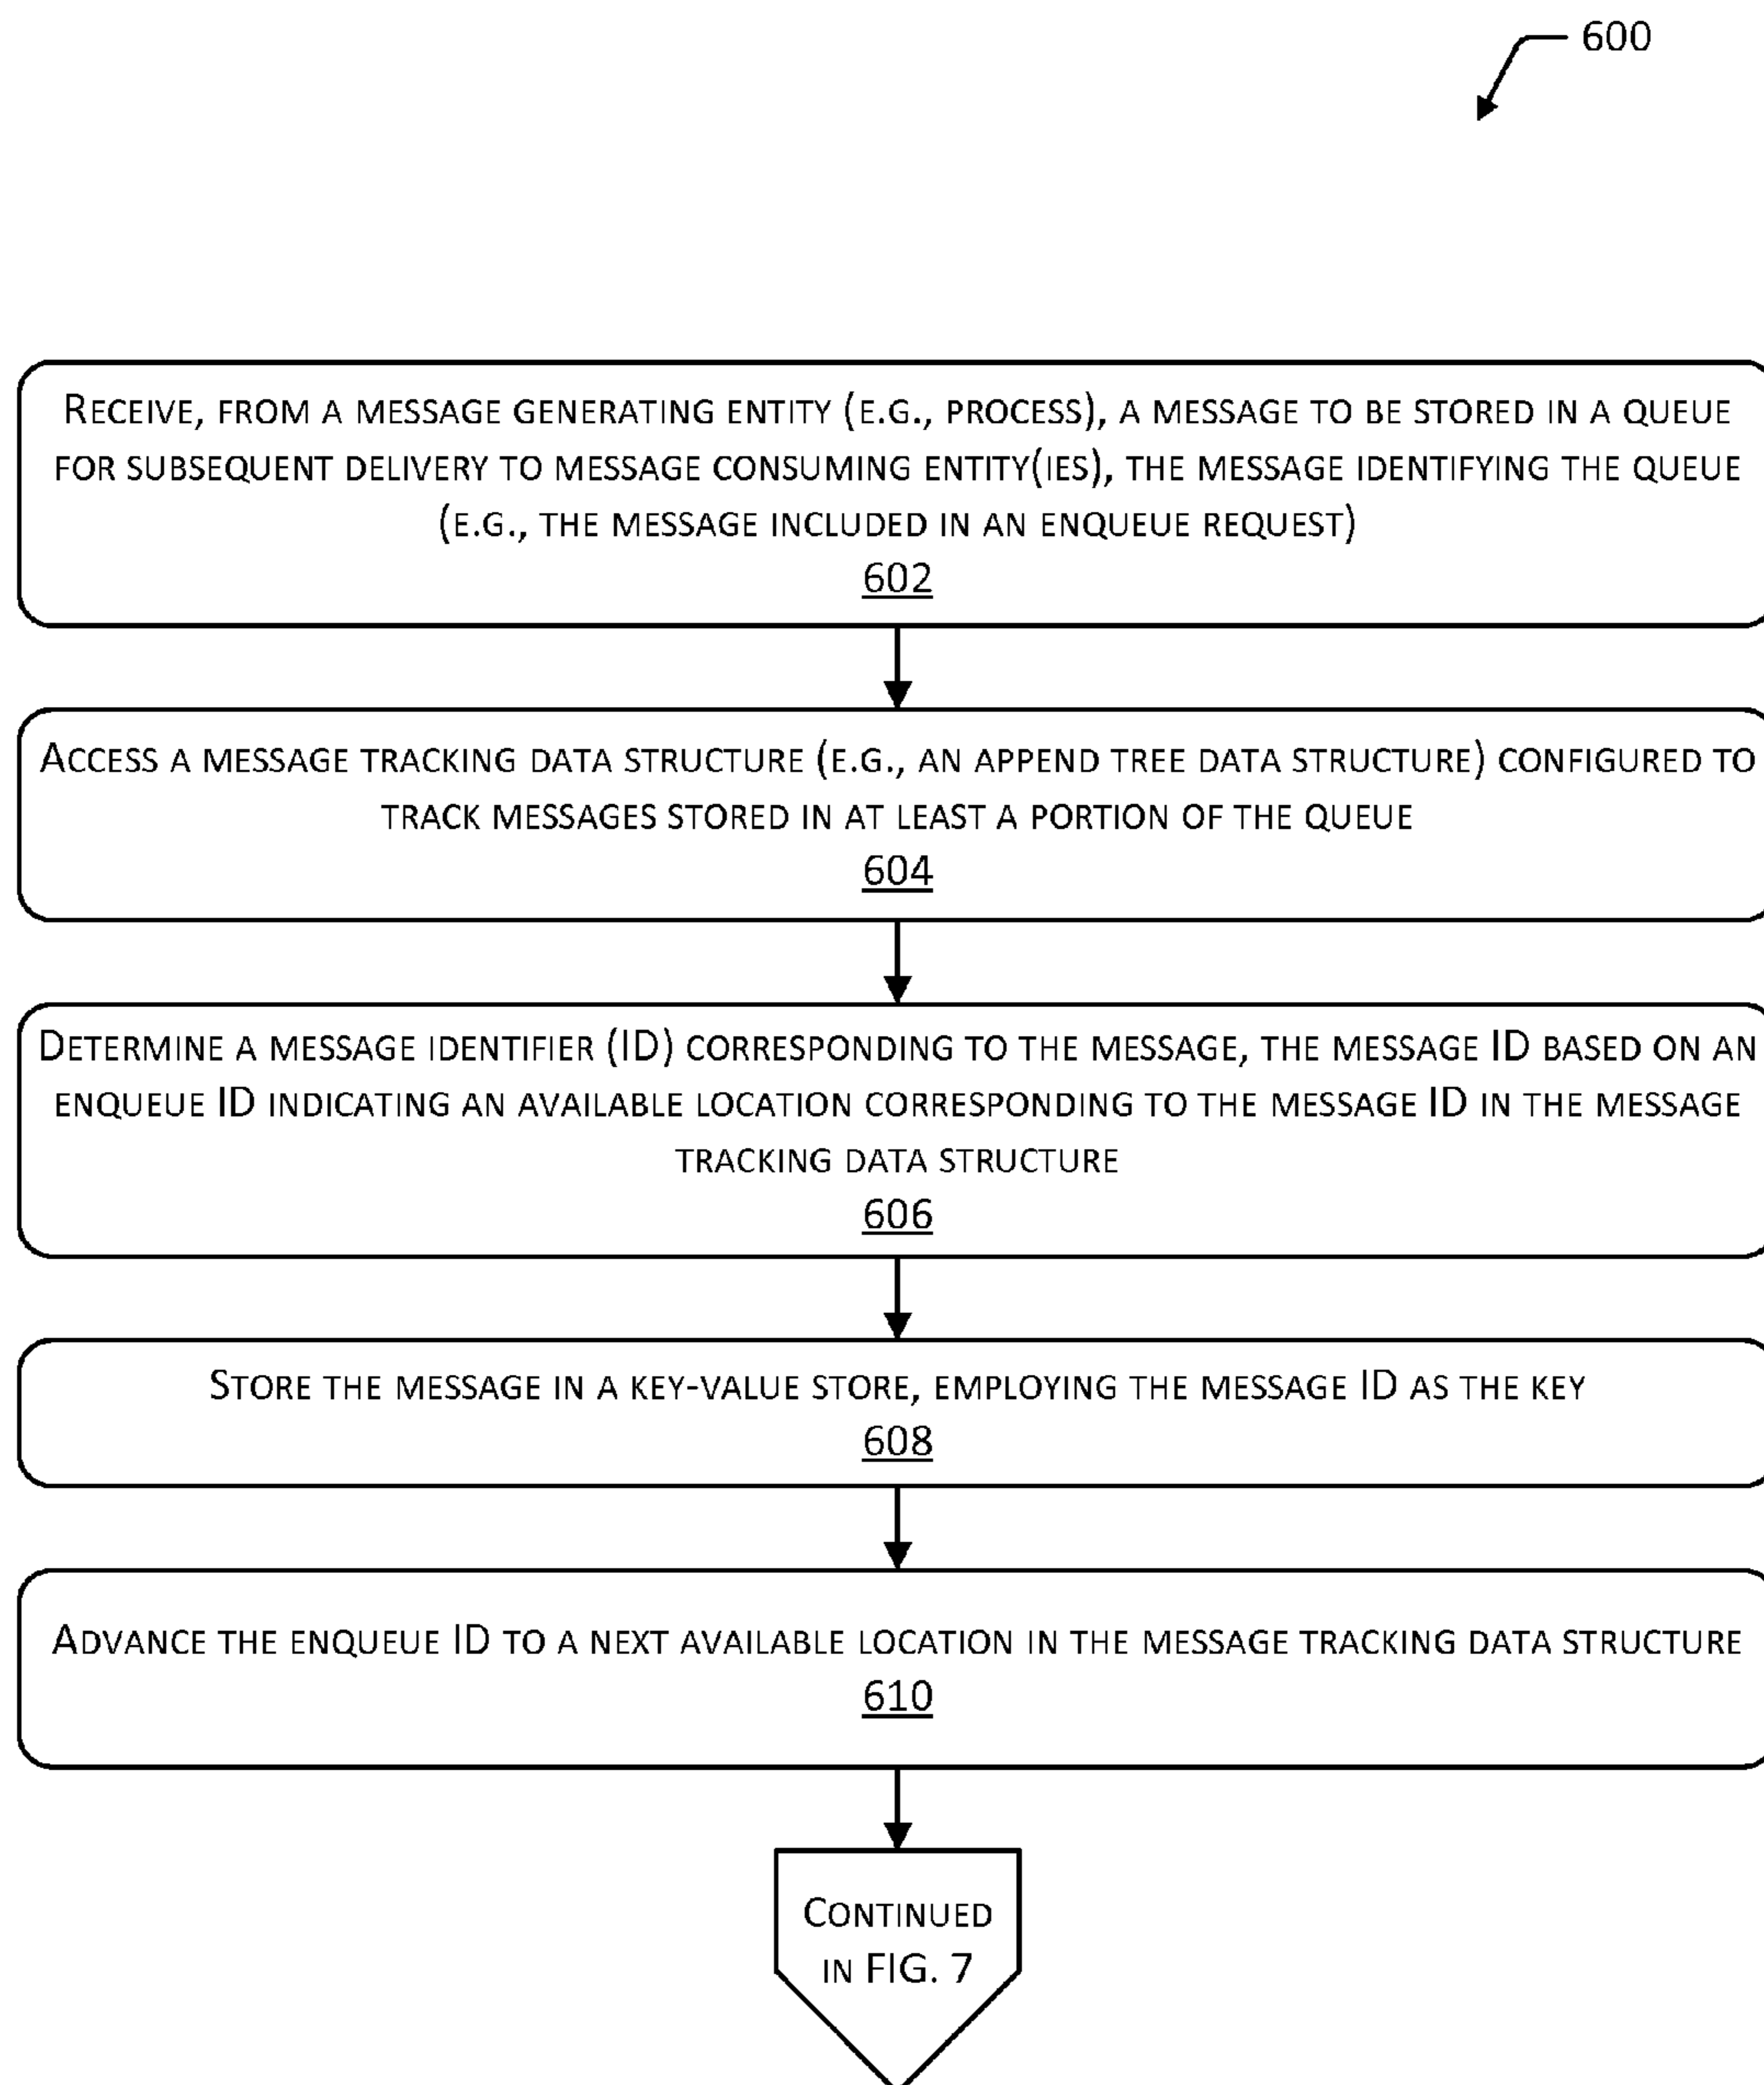 600
Receive, from a message generating entity (e.g., process), a message to be stored in a queue
for subsequent delivery to message consuming entity(ies), the message identifying the queue
(e.g., the message included in an enqueue request)
602
Access a message tracking data structure (e.g., an append tree data structure) configured to
track messages stored in at least a portion of the queue
604
Determine a message identifier (ID) corresponding to the message, the message ID based on an
enqueue ID indicating an available location corresponding to the message ID in the message
tracking data structure
606
Store the message in a key-value store, employing the message ID as the key
608
Advance the enqueue ID to a next available location in the message tracking data structure
610
Continued
in FIG. 7